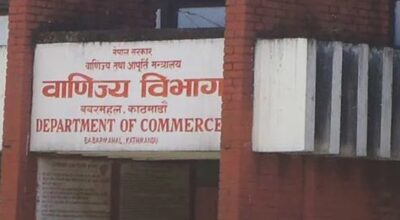 नेपाल सरकार
वाणिज्य तथा आपूर्ति मन्त्रालय
वाणिज्य विभाग
बबरमहल, काठमाडौं
DEPARTMENT OF COMMERCE
BABARMAHAL, KATHMANDU